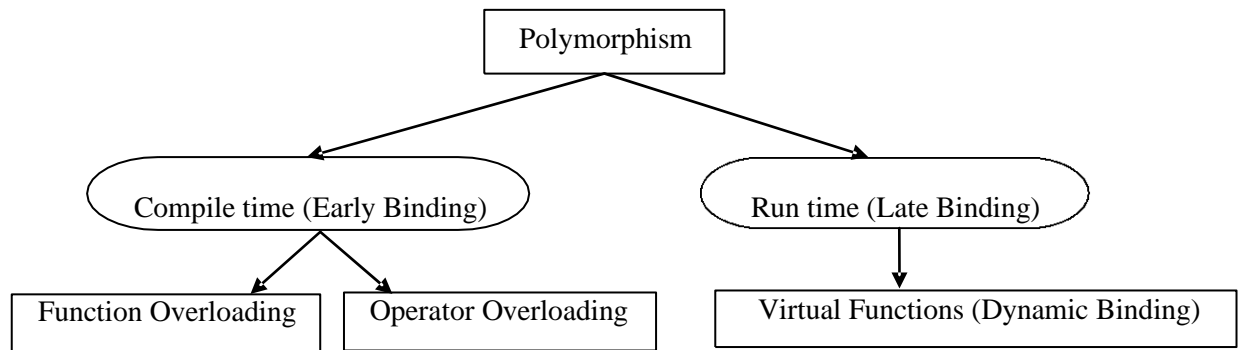 Polymorphism
Compile time (Early Binding)
Run time (Late Binding)
Function Overloading
Operator Overloading
Virtual Functions (Dynamic Binding)